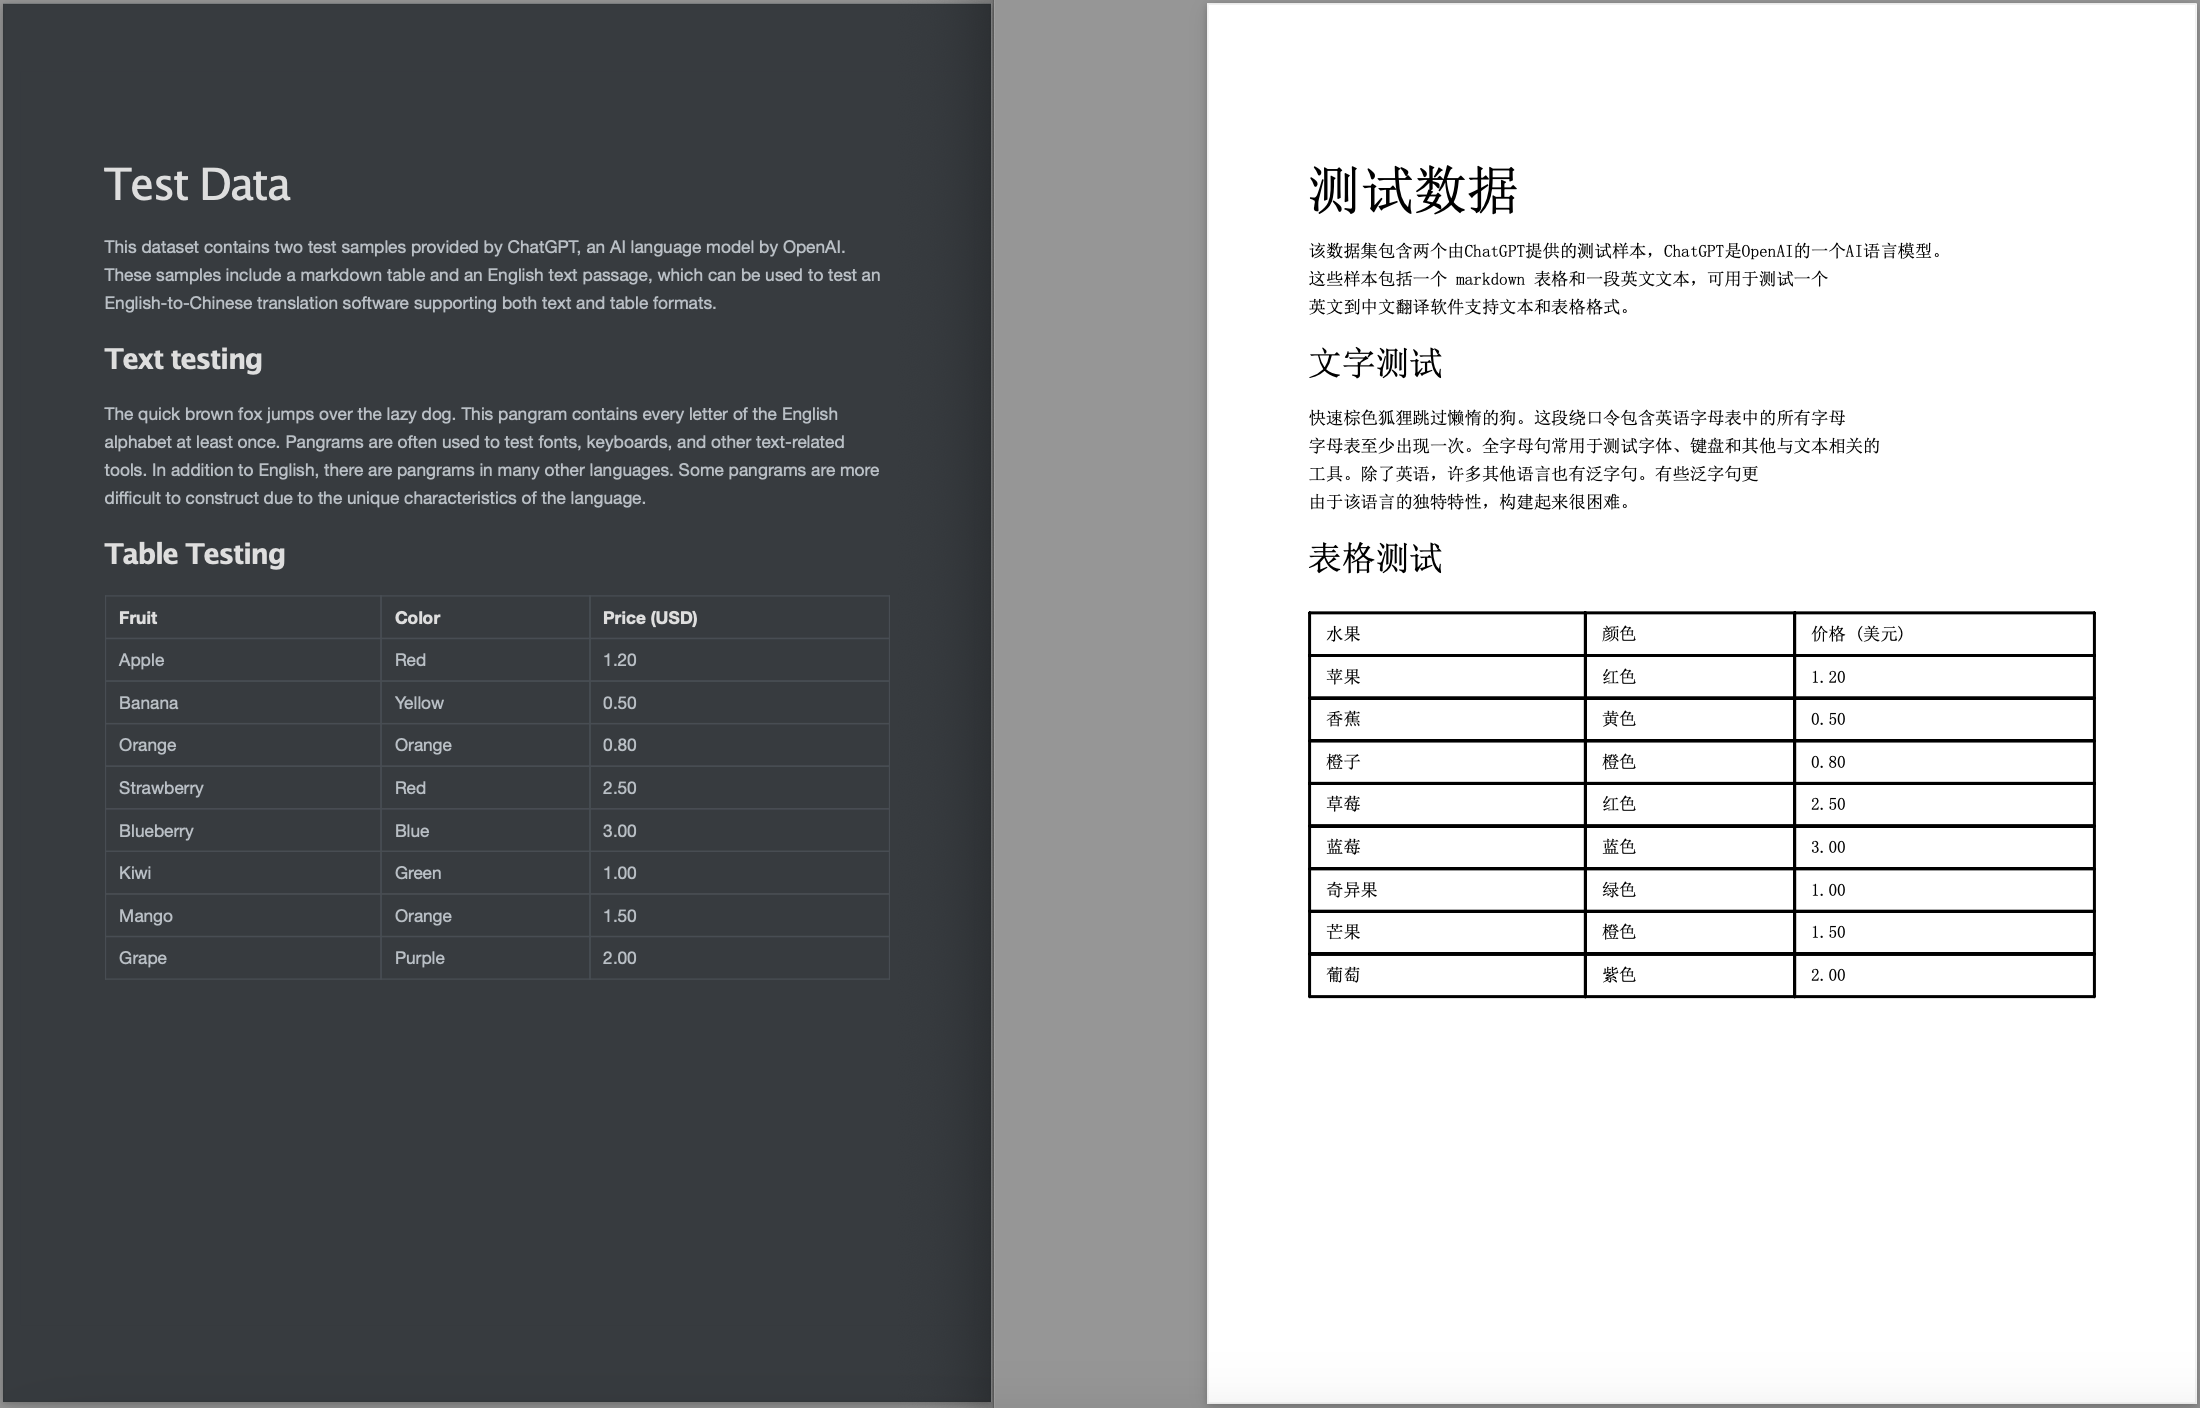 Test Data
This dataset contains two test samples provided by ChatGPT, an AI language model by OpenAI.
These samples include a markdown table and an English text passage, which can be used to test an
English-to-Chinese translation software supporting both text and table formats.
Text testing
The quick brown fox jumps over the lazy dog. This pangram contains every letter of the English
alphabet at least once. Pangrams are often used to test fonts, keyboards, and other text-related
tools. In addition to English, there are pangrams in many other languages. Some pangrams are more
difficult to construct due to the unique characteristics of the language.
Table Testing
Fruit Color Price (USD)
Apple Red 1.20
Banana Yellow 0.50
Orange Orange 0.80
Strawberry Red 2.50
Blueberry Blue 3.00
Kiwi Green 1.00
Mango Orange 1.50
Grape Purple 2.00
测试数据
该数据集包含两个由ChatGPT提供的测试样本，ChatGPT是OpenAI的一个AI语言模型。
这些样本包括一个 markdown 表格和一段英文文本，可用于测试一个
英文到中文翻译软件支持文本和表格格式。
文字测试
快速棕色狐狸跳过懒惰的狗。这段绕口令包含英语字母表中的所有字母
字母表至少出现一次。全字母句常用于测试字体、键盘和其他与文本相关的
工具。除了英语，许多其他语言也有泛字句。有些泛字句更
由于该语言的独特特性，构建起来很困难。
表格测试
水果 颜色 价格 (美元)
苹果 红色 1.20
香蕉 黄色 0.50
橙子 橙色 0.80
草莓 红色 2.50
蓝莓 蓝色 3.00
奇异果 绿色 1.00
芒果 橙色 1.50
葡萄 紫色 2.00